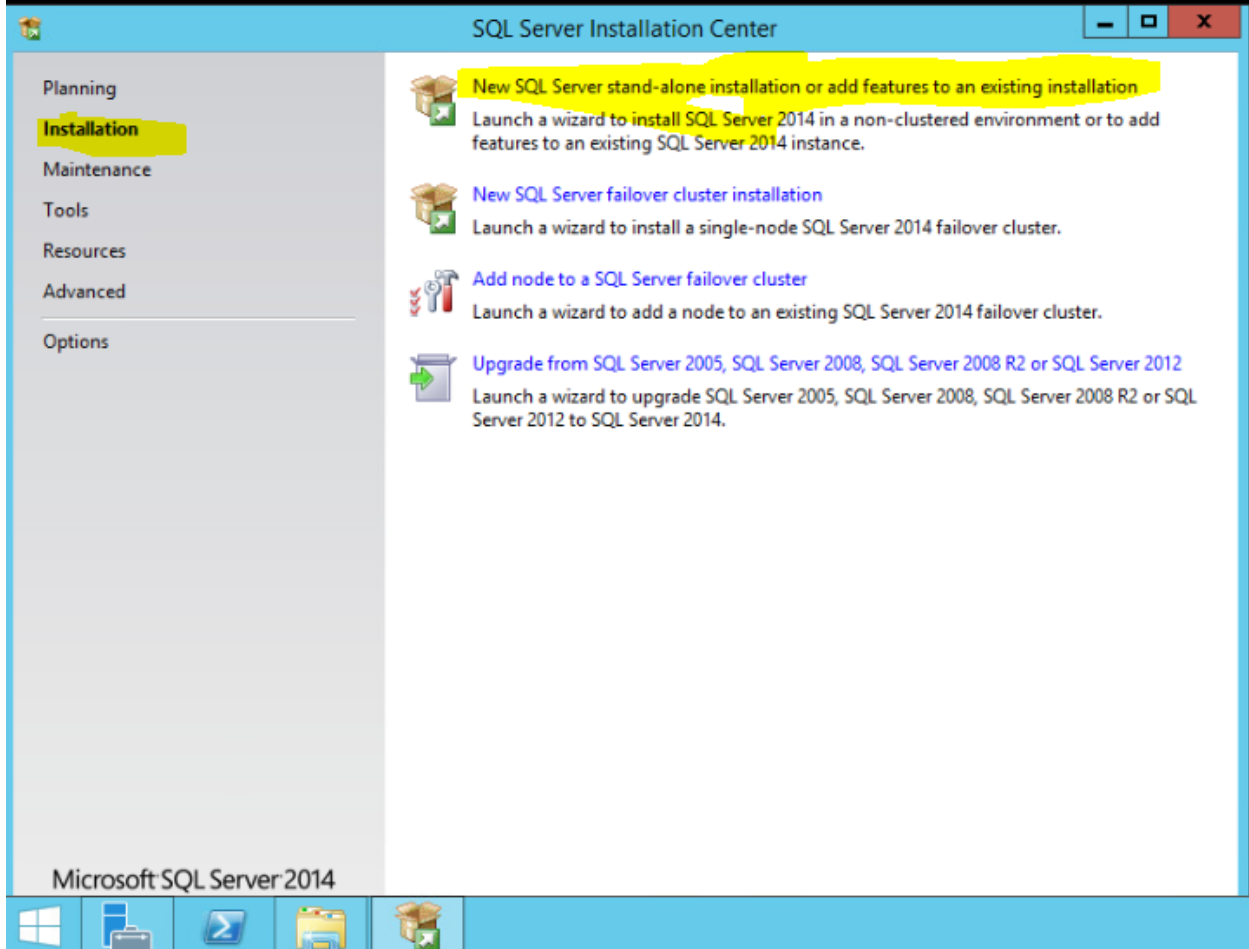 SQL Server Installation Center
Planning
Installation
Maintenance
Tools
Resources
Advanced
Options
New SQL Server stand-alone installation or add features to an existing installation
Launch a wizard to install SQL Server 2014 in a non-clustered environment or to add
features to an existing SQL Server 2014 instance.
New SQL Server failover cluster installation
Launch a wizard to install a single-node SQL Server 2014 failover cluster.
Add node to a SQL Server failover cluster
Launch a wizard to add a node to an existing SQL Server 2014 failover cluster.
Upgrade from SQL Server 2005, SQL Server 2008, SQL Server 2008 R2 or SQL Server 2012
Launch a wizard to upgrade SQL Server 2005, SQL Server 2008, SQL Server 2008 R2 or SQL
Server 2012 to SQL Server 2014.
Microsoft SQL Server 2014